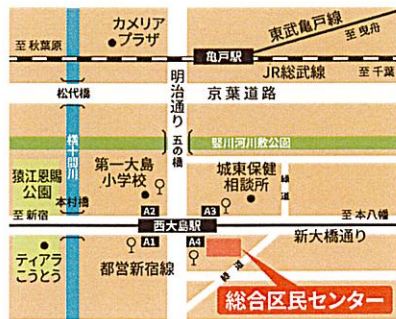 カメリア
プラザ
東武亀戸線
至 曳舟
至 秋葉原
亀戸駅
JR総武線
至 千葉
松代橋
明治通り
京葉道路
横十間川
五の橋
竪川河川敷公園
猿江恩賜
公園
第一大島
小学校
城東保健
相談所
緑道
本村橋
至 新宿
A2
A3
至 本八幡
西大島駅
新大橋通り
A1
A4
ティアラ
こうとう
都営新宿線
緑道
総合区民センター